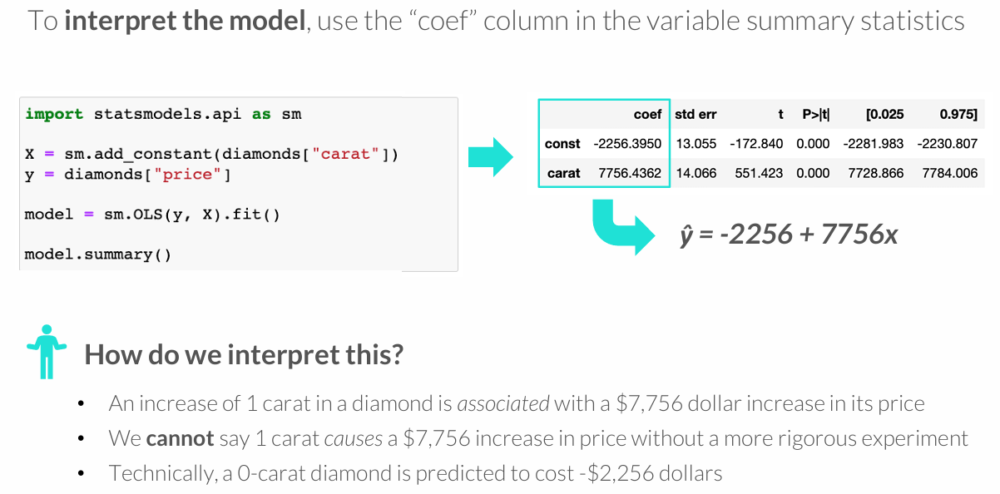 To interpret the model, use the “coef” column in the variable summary statistics
import statsmodels.api as sm
X = sm.add_constant(diamonds["carat"])
y = diamonds["price"]
model = sm.OLS(y, X).fit()
model.summary()
coef std err t P>|t| [0.025 0.975]
const -2256.3950 13.055 -172.840 0.000 -2281.983 -2230.807
carat 7756.4362 14.066 551.423 0.000 7728.866 7784.006
ŷ = -2256 + 7756x
How do we interpret this?
• An increase of 1 carat in a diamond is associated with a $7,756 dollar increase in its price
• We cannot say 1 carat causes a $7,756 increase in price without a more rigorous experiment
• Technically, a 0-carat diamond is predicted to cost -$2,256 dollars